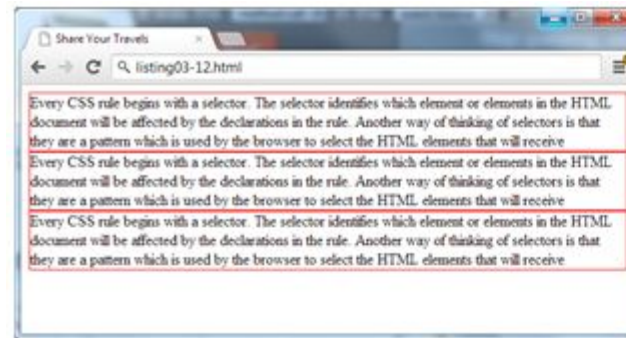 Share Your Travels
listing03-12.html
Every CSS rule begins with a selector. The selector identifies which element or elements in the HTML
document will be affected by the declarations in the rule. Another way of thinking of selectors is that
they are a pattern which is used by the browser to select the HTML elements that will receive
Every CSS rule begins with a selector. The selector identifies which element or elements in the HTML
document will be affected by the declarations in the rule. Another way of thinking of selectors is that
they are a pattern which is used by the browser to select the HTML elements that will receive
Every CSS rule begins with a selector. The selector identifies which element or elements in the HTML
document will be affected by the declarations in the rule. Another way of thinking of selectors is that
they are a pattern which is used by the browser to select the HTML elements that will receive